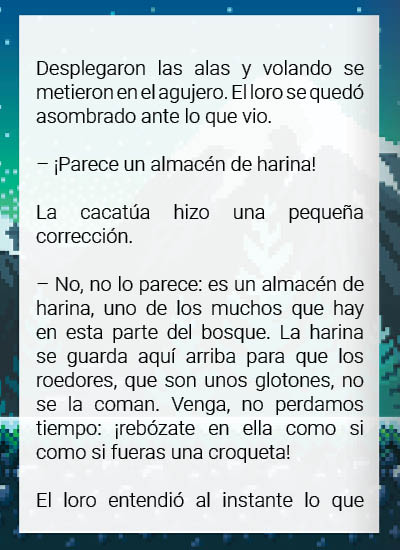 Desplegaron las alas y volando se
metieron en el agujero. El loro se quedó
asombrado ante lo que vio.
– ¡Parece un almacén de harina!
La cacatúa hizo una pequeña
corrección.
– No, no lo parece: es un almacén de
harina, uno de los muchos que hay
en esta parte del bosque. La harina
se guarda aquí arriba para que los
roedores, que son unos glotones, no
se la coman. Venga, no perdamos
tiempo: ¡rebózate en ella como si
como si fueras una croqueta!
El loro entendió al instante lo que